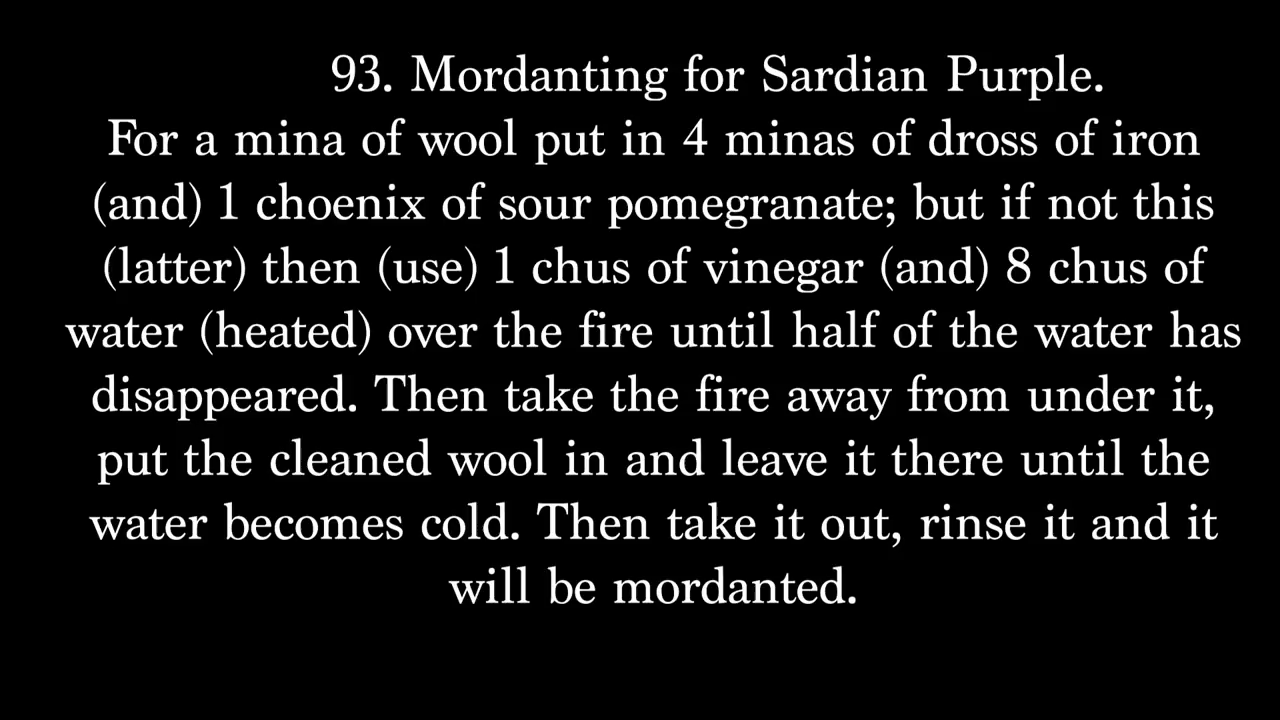 93. Mordanting for Sardian Purple.
For a mina of wool put in 4 minas of dross of iron
(and) 1 choenix of sour pomegranate; but if not this
(latter) then (use) 1 chus of vinegar (and) 8 chus of
water (heated) over the fire until half of the water has
disappeared. Then take the fire away from under it,
put the cleaned wool in and leave it there until the
water becomes cold. Then take it out, rinse it and it
will be mordanted.